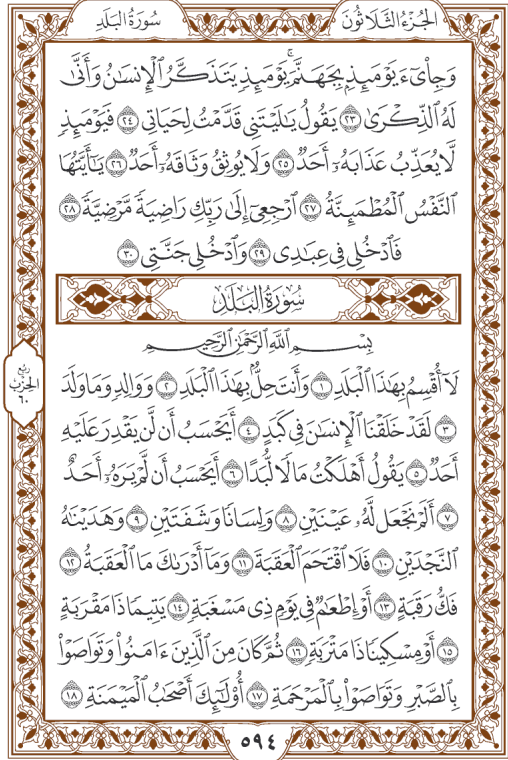 سُورَةُ البَلَدِ
الجُزْءُ الثَّلَاثُونَ
وَجِاْىٓءَ يَوْمَئِذِۭ بِجَهَنَّمَۚ يَوْمَئِذٍ يَتَذَكَّرُ ٱلْإِنسَٰنُ وَأَنَّىٰ
لَهُ ٱلذِّكْرَىٰ ٢٣ يَقُولُ يَٰلَيْتَنِى قَدَّمْتُ لِحَيَاتِى ٢٤ فَيَوْمَئِذٍ
لَّا يُعَذِّبُ عَذَابَهُۥٓ أَحَدٌ ٢٥ وَلَا يُوثِقُ وَثَاقَهُۥٓ أَحَدٌ ٢٦ يَٰٓأَيَّتُهَا
ٱلنَّفْسُ ٱلْمُطْمَئِنَّةُ ٢٧ ٱرْجِعِىٓ إِلَىٰ رَبِّكِ رَاضِيَةً مَّرْضِيَّةً ٢٨
فَٱدْخُلِى فِى عِبَٰدِى ٢٩ وَٱدْخُلِى جَنَّتِى ٣٠
سُورَةُ البَلَدِ
بِسْمِ ٱللَّهِ ٱلرَّحْمَٰنِ ٱلرَّحِيمِ
لَآ أُقْسِمُ بِهَٰذَا ٱلْبَلَدِ ١ وَأَنتَ حِلٌّۢ بِهَٰذَا ٱلْبَلَدِ ٢ وَوَالِدٍ وَمَا وَلَدَ
٣ لَقَدْ خَلَقْنَا ٱلْإِنسَٰنَ فِى كَبَدٍ ٤ أَيَحْسَبُ أَن لَّن يَقْدِرَ عَلَيْهِ
أَحَدٌ ٥ يَقُولُ أَهْلَكْتُ مَالًا لُّبَدًا ٦ أَيَحْسَبُ أَن لَّمْ يَرَهُۥٓ أَحَدٌ
٧ أَلَمْ نَجْعَل لَّهُۥ عَيْنَيْنِ ٨ وَلِسَانًا وَشَفَتَيْنِ ٩ وَهَدَيْنَٰهُ
ٱلنَّجْدَيْنِ ١٠ فَلَا ٱقْتَحَمَ ٱلْعَقَبَةَ ١١ وَمَآ أَدْرَىٰكَ مَا ٱلْعَقَبَةُ ١٢
فَكُّ رَقَبَةٍ ١٣ أَوْ إِطْعَٰمٌ فِى يَوْمٍ ذِى مَسْغَبَةٍ ١٤ يَتِيمًا ذَا مَقْرَبَةٍ
١٥ أَوْ مِسْكِينًا ذَا مَتْرَبَةٍ ١٦ ثُمَّ كَانَ مِنَ ٱلَّذِينَ ءَامَنُوا۟ وَتَوَاصَوْا۟
بِٱلصَّبْرِ وَتَوَاصَوْا۟ بِٱلْمَرْحَمَةِ ١٧ أُو۟لَٰٓئِكَ أَصْحَٰبُ ٱلْمَيْمَنَةِ ١٨
رُبع
الحِزْب
٦٠
٥٩٤